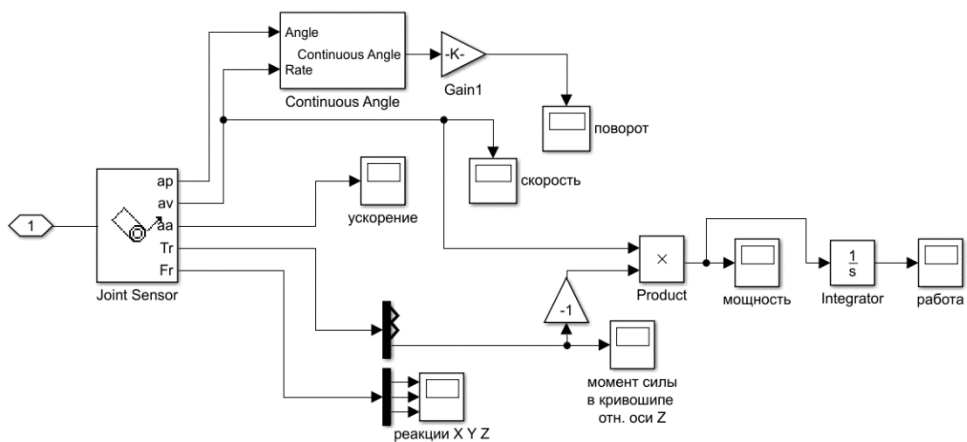 Angle
Continuous Angle
Rate
Continuous Angle
-K-
Gain1
поворот
скорость
1
ap
av
aa
Tr
Fr
Joint Sensor
ускорение
×
Product
-1
мощность
1
s
Integrator
работа
момент силы
в кривошипе
отн. оси Z
реакции X Y Z